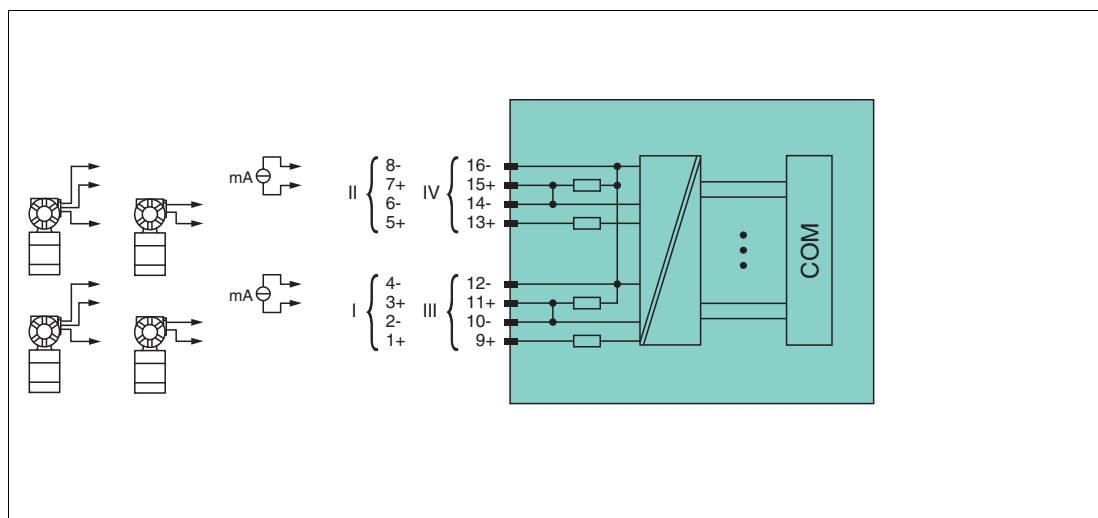 mA
II
8-
7+
6-
5+
IV
16-
15+
14-
13+
mA
I
4-
3+
2-
1+
III
12-
11+
10-
9+
COM